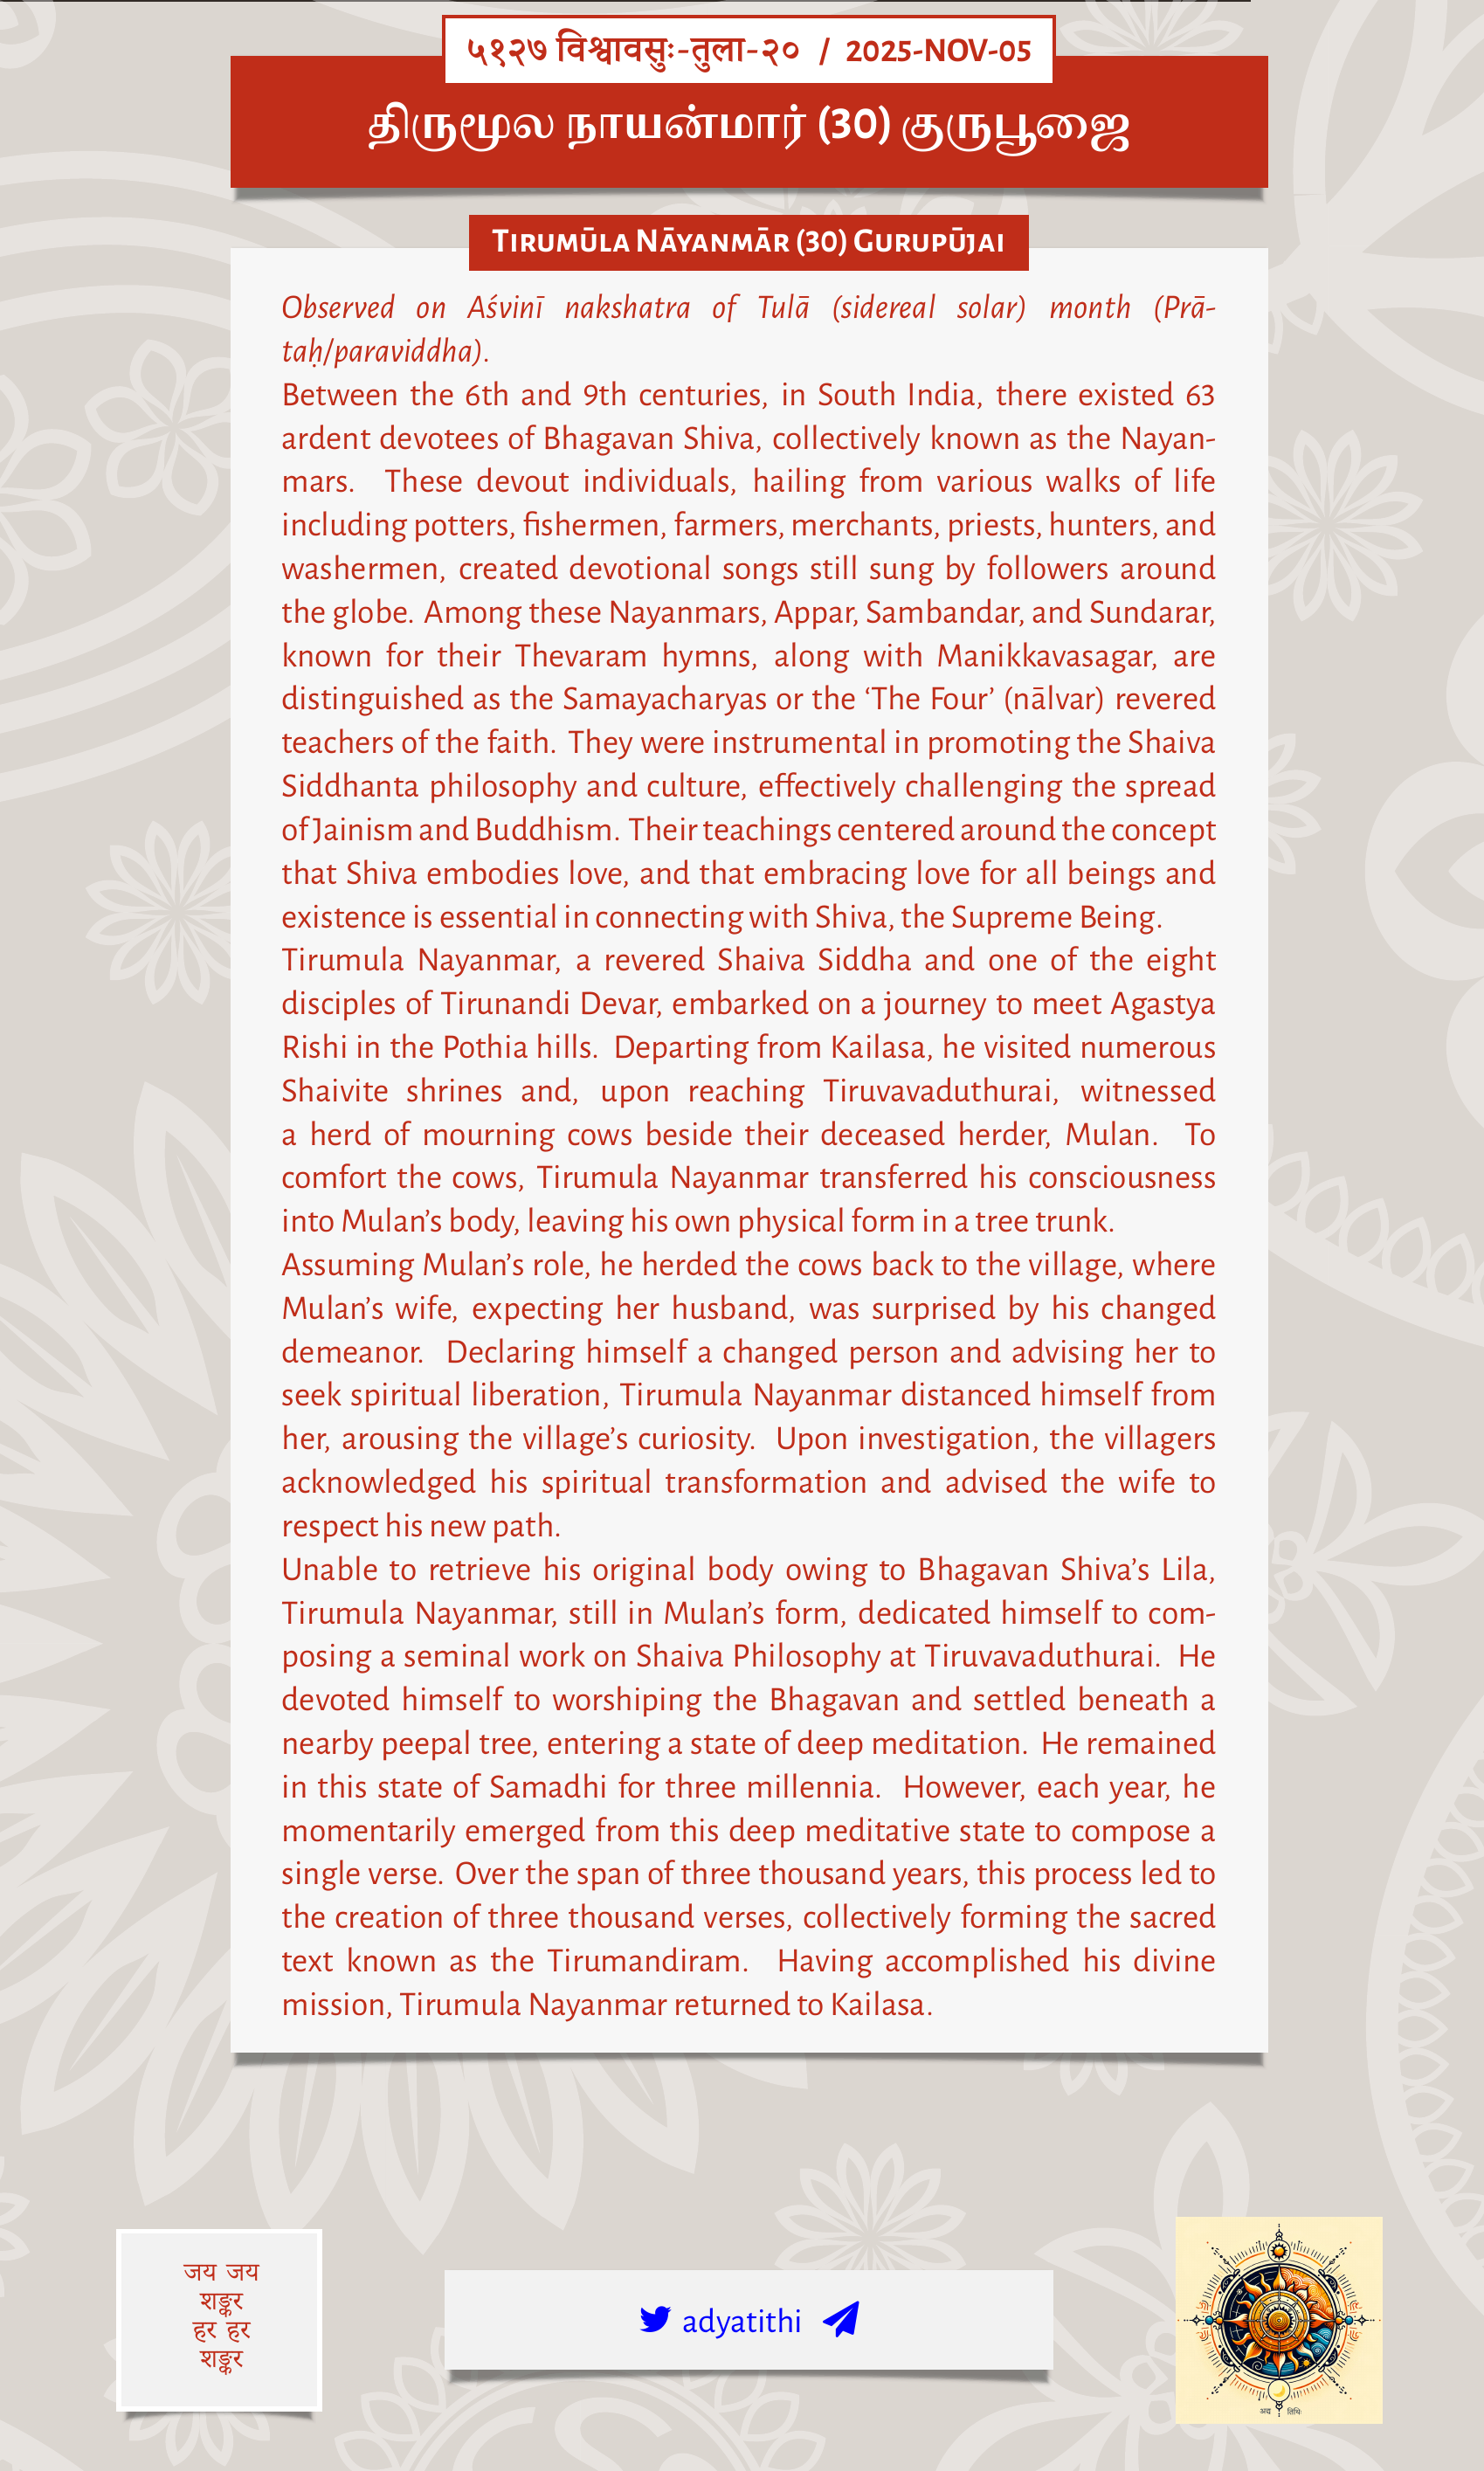 ५१२७ विश्वावसुः-तुला-२० / 2025-NOV-05
திருமூல நாயன்மார் (30) குருபூஜை
Tirumūla Nāyanmār (30) Gurupūjai
Observed on Aśvinī nakshatra of Tulā (sidereal solar) month (Prā-
taḥ/paraviddha).
Between the 6th and 9th centuries, in South India, there existed 63
ardent devotees of Bhagavan Shiva, collectively known as the Nayan-
mars. These devout individuals, hailing from various walks of life
including potters, fishermen, farmers, merchants, priests, hunters, and
washermen, created devotional songs still sung by followers around
the globe. Among these Nayanmars, Appar, Sambandar, and Sundarar,
known for their Thevaram hymns, along with Manikkavasagar, are
distinguished as the Samayacharyas or the ‘The Four’ (nālvar) revered
teachers of the faith. They were instrumental in promoting the Shaiva
Siddhanta philosophy and culture, effectively challenging the spread
of Jainism and Buddhism. Their teachings centered around the concept
that Shiva embodies love, and that embracing love for all beings and
existence is essential in connecting with Shiva, the Supreme Being.
Tirumula Nayanmar, a revered Shaiva Siddha and one of the eight
disciples of Tirunandi Devar, embarked on a journey to meet Agastya
Rishi in the Pothia hills. Departing from Kailasa, he visited numerous
Shaivite shrines and, upon reaching Tiruvavaduthurai, witnessed
a herd of mourning cows beside their deceased herder, Mulan. To
comfort the cows, Tirumula Nayanmar transferred his consciousness
into Mulan’s body, leaving his own physical form in a tree trunk.
Assuming Mulan’s role, he herded the cows back to the village, where
Mulan’s wife, expecting her husband, was surprised by his changed
demeanor. Declaring himself a changed person and advising her to
seek spiritual liberation, Tirumula Nayanmar distanced himself from
her, arousing the village’s curiosity. Upon investigation, the villagers
acknowledged his spiritual transformation and advised the wife to
respect his new path.
Unable to retrieve his original body owing to Bhagavan Shiva’s Lila,
Tirumula Nayanmar, still in Mulan’s form, dedicated himself to com-
posing a seminal work on Shaiva Philosophy at Tiruvavaduthurai. He
devoted himself to worshiping the Bhagavan and settled beneath a
nearby peepal tree, entering a state of deep meditation. He remained
in this state of Samadhi for three millennia. However, each year, he
momentarily emerged from this deep meditative state to compose a
single verse. Over the span of three thousand years, this process led to
the creation of three thousand verses, collectively forming the sacred
text known as the Tirumandiram. Having accomplished his divine
mission, Tirumula Nayanmar returned to Kailasa.
जय जय
शङ्कर
हर हर
शङ्कर
adyatithi
अद्य तिथिः